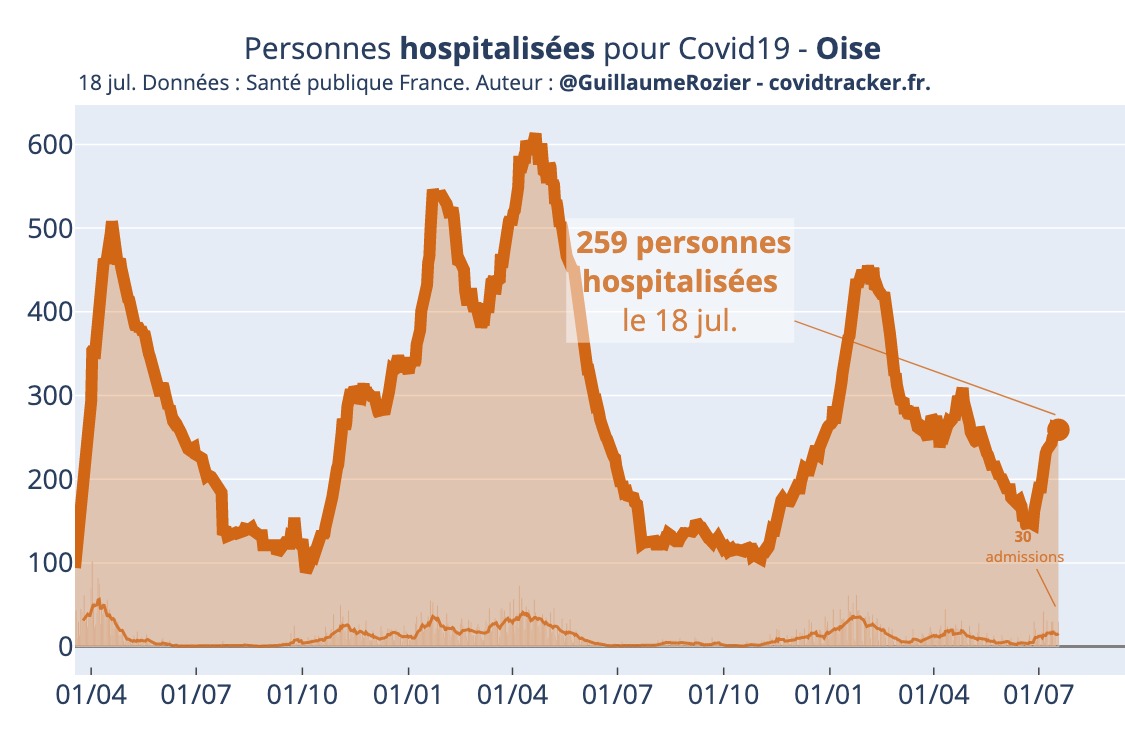 Personnes hospitalisées pour Covid19 - Oise
18 jul. Données : Santé publique France. Auteur : @GuillaumeRozier - covidtracker.fr.
600
500
400
300
200
100
0
259 personnes
hospitalisées
le 18 jul.
30
admissions
01/04 01/07 01/10 01/01 01/04 01/07 01/10 01/01 01/04 01/07